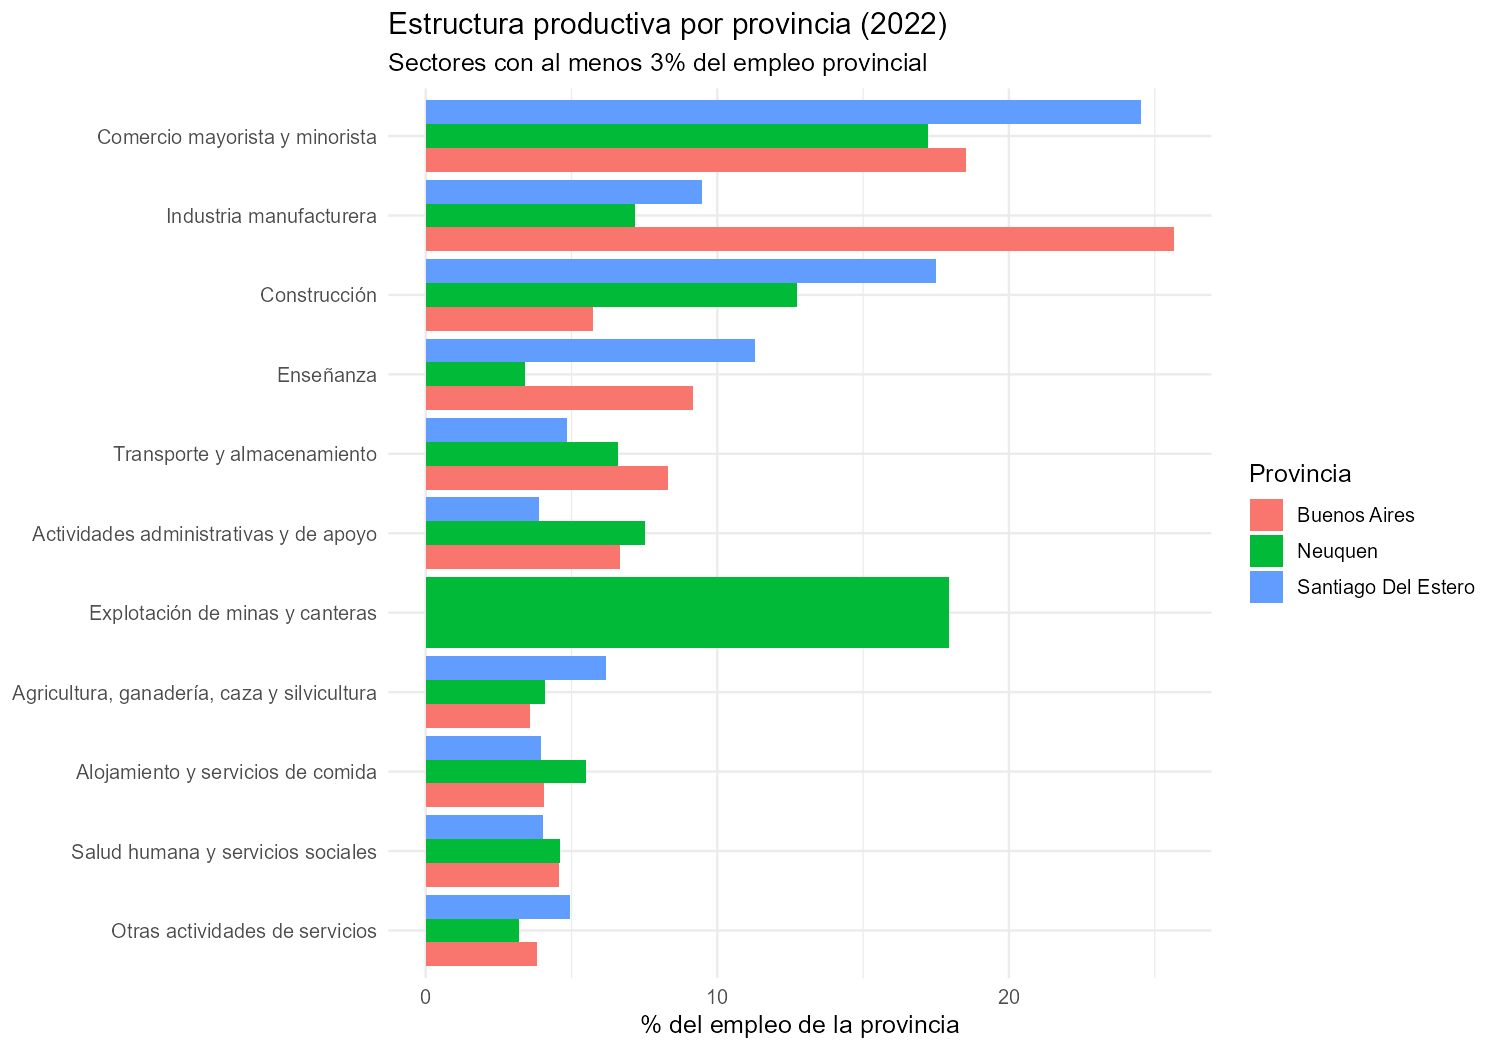 Estructura productiva por provincia (2022)
Sectores con al menos 3% del empleo provincial
Comercio mayorista y minorista
Industria manufacturera
Construcción
Enseñanza
Transporte y almacenamiento
Actividades administrativas y de apoyo
Explotación de minas y canteras
Agricultura, ganadería, caza y silvicultura
Alojamiento y servicios de comida
Salud humana y servicios sociales
Otras actividades de servicios
0
10
20
% del empleo de la provincia
Provincia
Buenos Aires
Neuquen
Santiago Del Estero